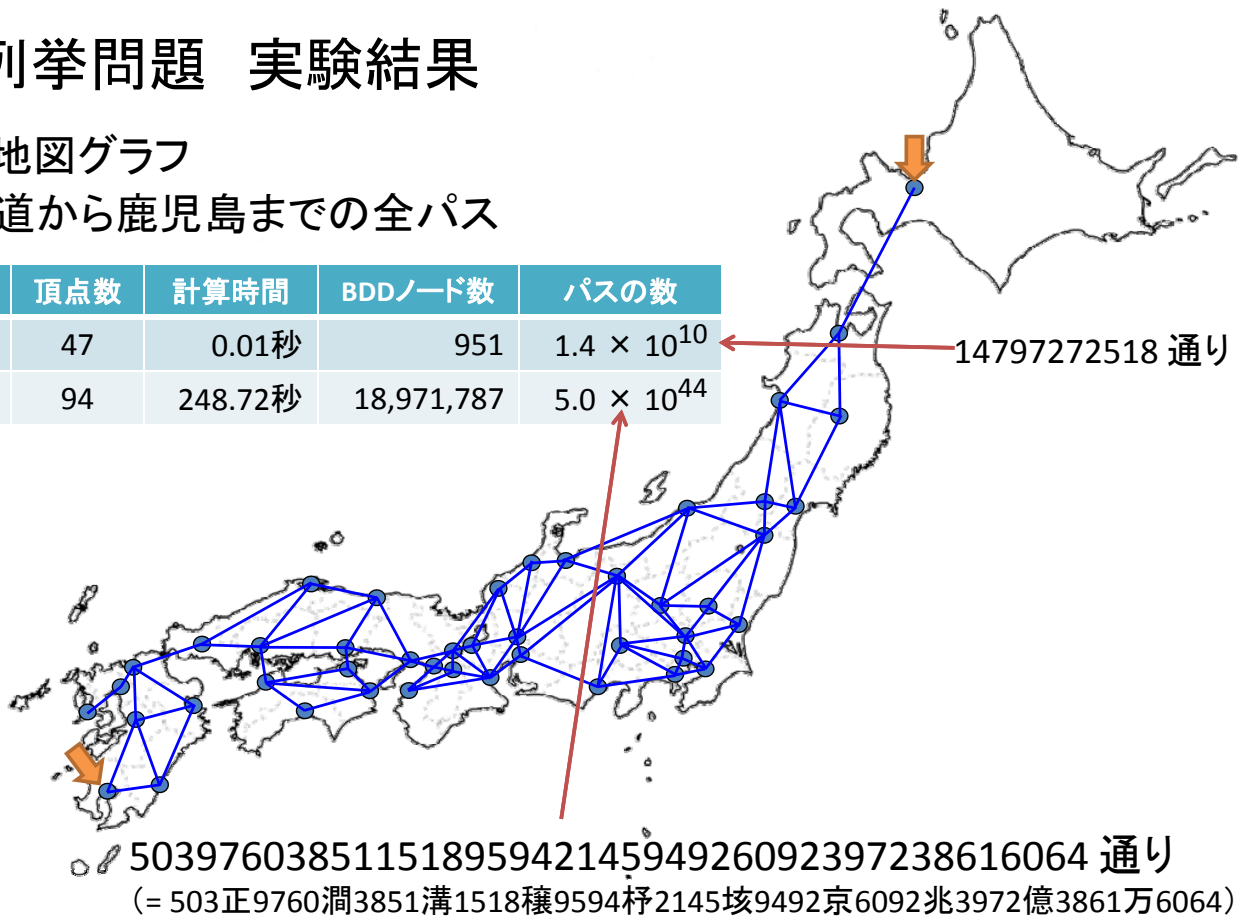 列挙問題 実験結果
地図グラフ
道から鹿児島までの全パス
頂点数 計算時間 BDDノード数 パスの数
47 0.01秒 951 1.4 × 10^10
94 248.72秒 18,971,787 5.0 × 10^44
14797272518 通り
503976038511518959421459492609239723861 6064 通り
(= 503正9760澗3851溝1518穣9594杼2145垓9492京6092兆3972億3861万6064)